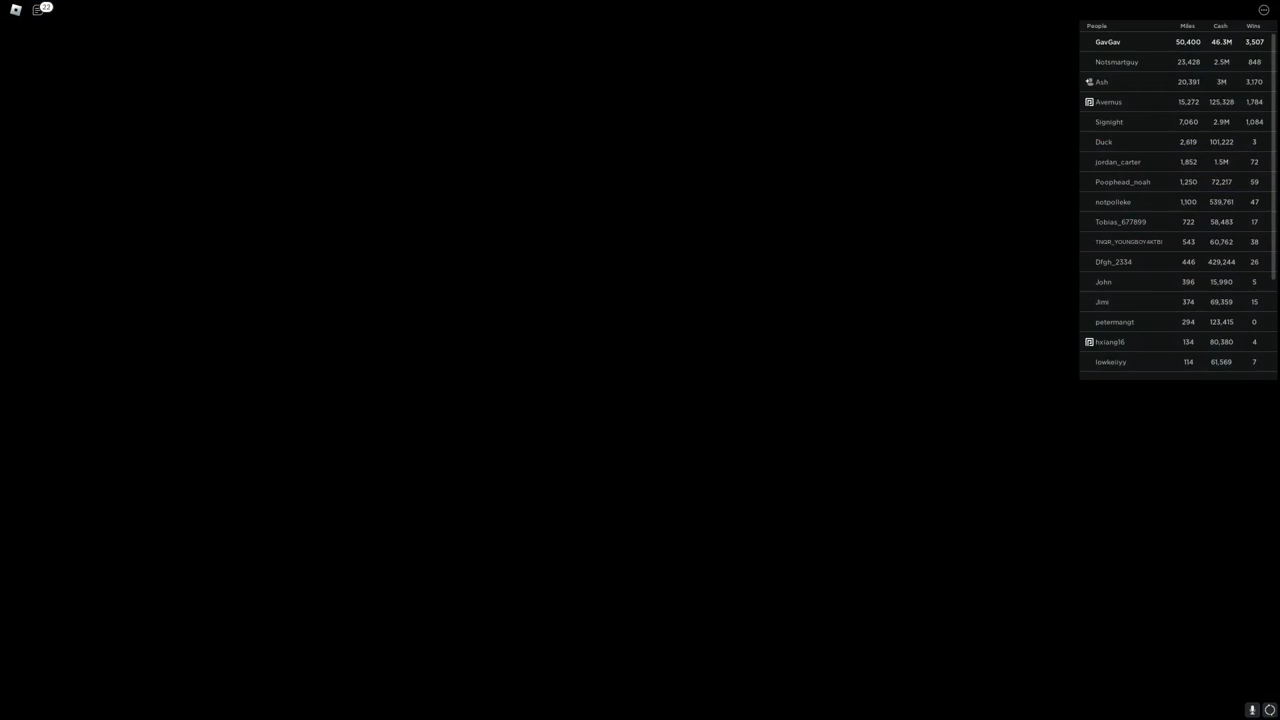 22
People Miles Cash Wins
GavGav 50,400 46.3M 3,507
Notsmartguy 23,428 2.5M 848
Ash 20,391 3M 3,170
Avernus 15,272 125,328 1,784
Signight 7,060 2.9M 1,084
Duck 2,619 101,222 3
jordan_carter 1,852 1.5M 72
Poophead_noah 1,250 72,217 59
notpolleke 1,100 539,761 47
Tobias_677899 722 58,483 17
TNQR_YOUNGBOY4KTBI 543 60,762 38
Dfgh_2334 446 429,244 26
John 396 15,990 5
Jimi 374 69,359 15
petermangt 294 123,415 0
hxiang16 134 80,380 4
lowkeiiyy 114 61,569 7